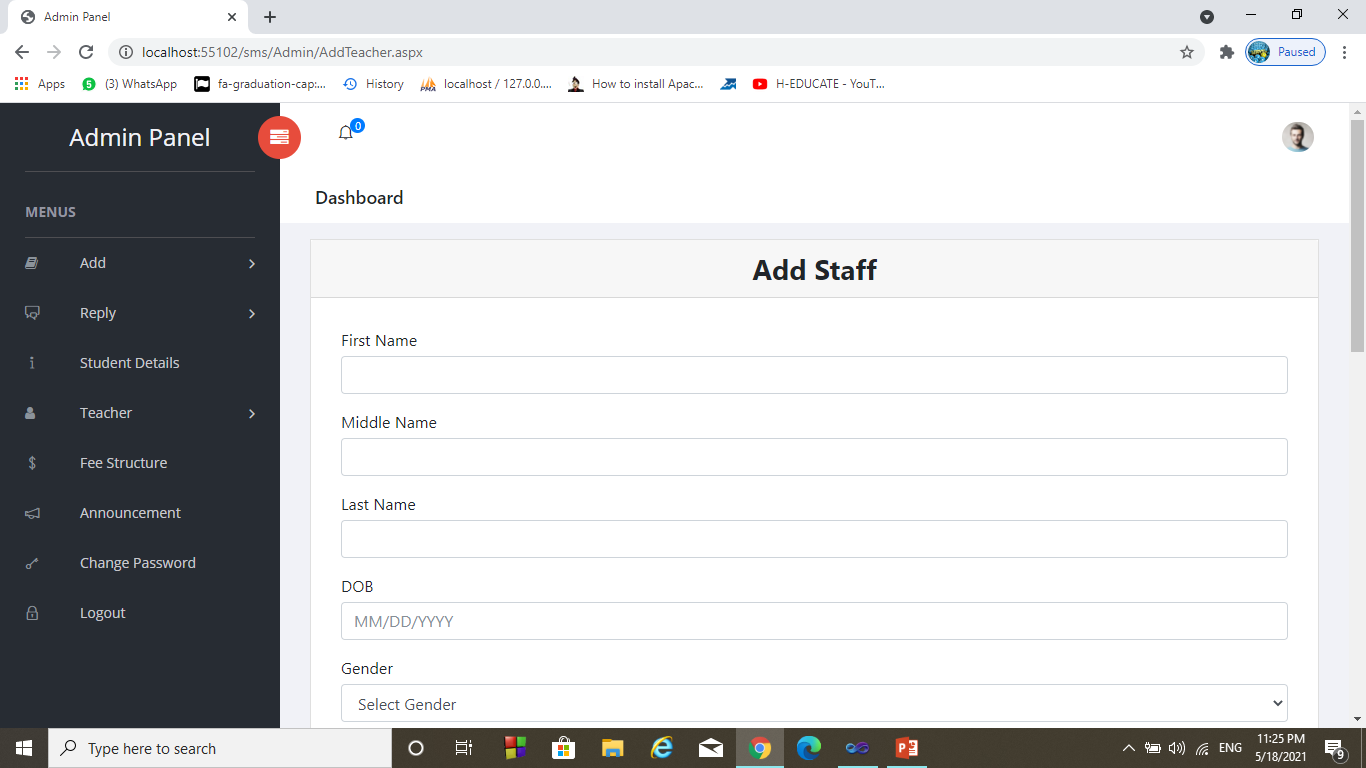 Admin Panel
localhost:55102/sms/Admin/AddTeacher.aspx
Paused
Apps
5
(3) WhatsApp
fa-graduation-cap:...
History
PMA
localhost / 127.0.0....
How to install Apac...
H-EDUCATE - YouT...
Admin Panel
0
Dashboard
MENUS
Add
Reply
Student Details
Teacher
Fee Structure
Announcement
Change Password
Logout
Add Staff
First Name
Middle Name
Last Name
DOB
MM/DD/YYYY
Gender
Select Gender
Type here to search
ENG
11:25 PM
5/18/2021
9